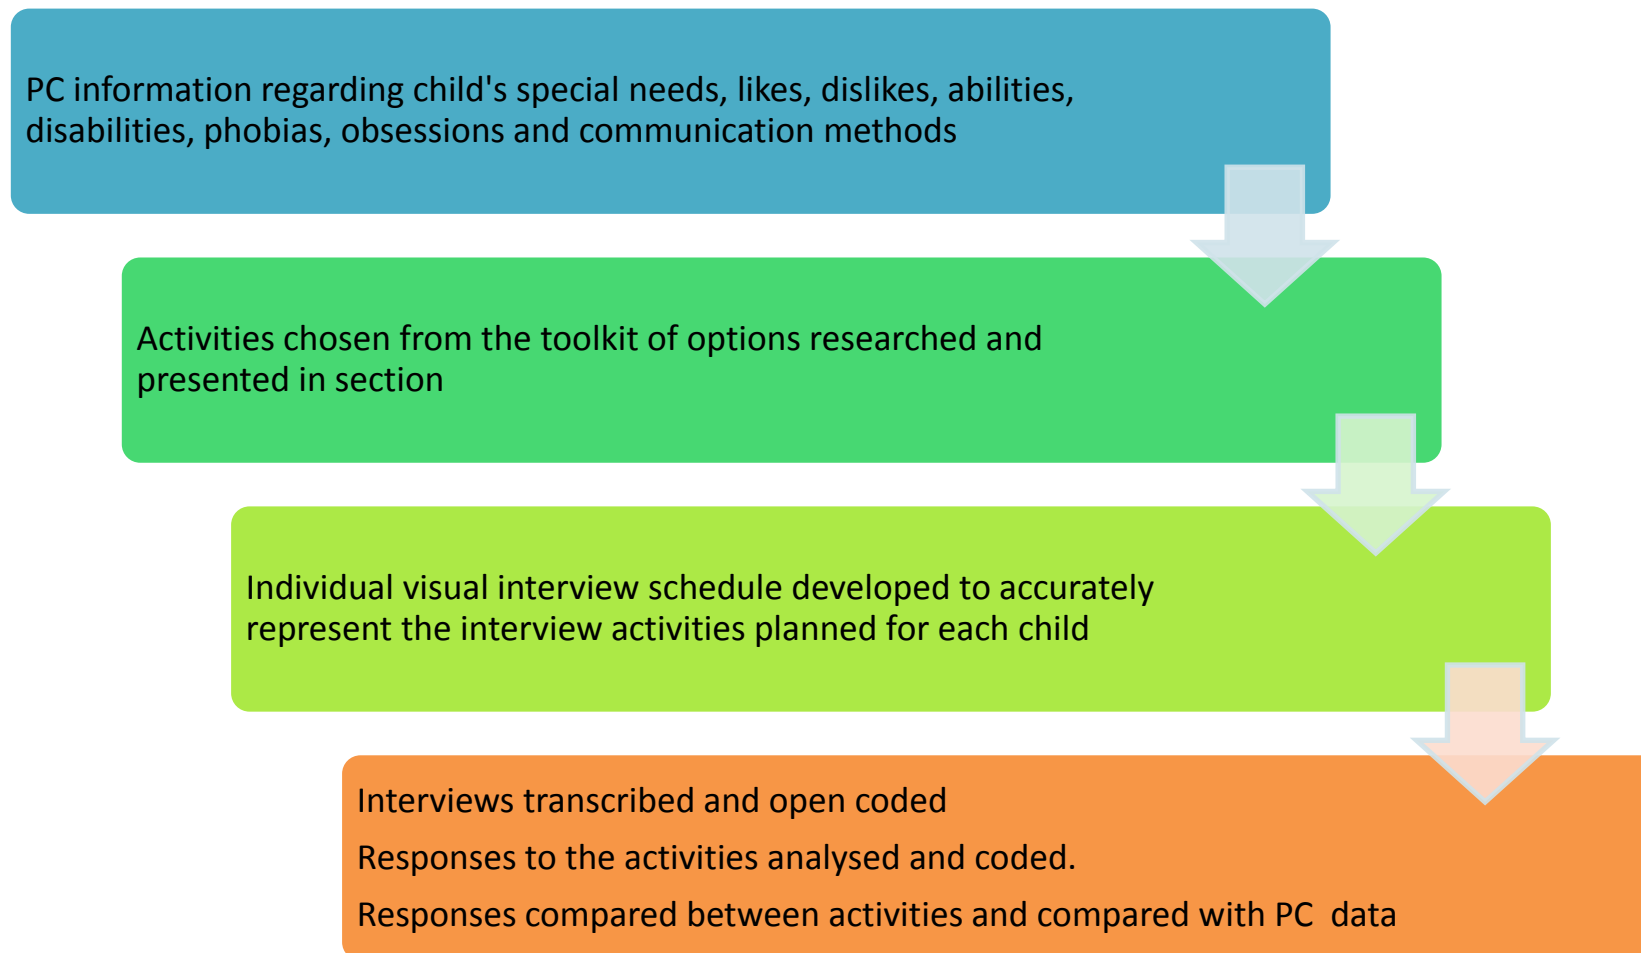 PC information regarding child's special needs, likes, dislikes, abilities,
disabilities, phobias, obsessions and communication methods
Activities chosen from the toolkit of options researched and
presented in section
Individual visual interview schedule developed to accurately
represent the interview activities planned for each child
Interviews transcribed and open coded
Responses to the activities analysed and coded.
Responses compared between activities and compared with PC  data